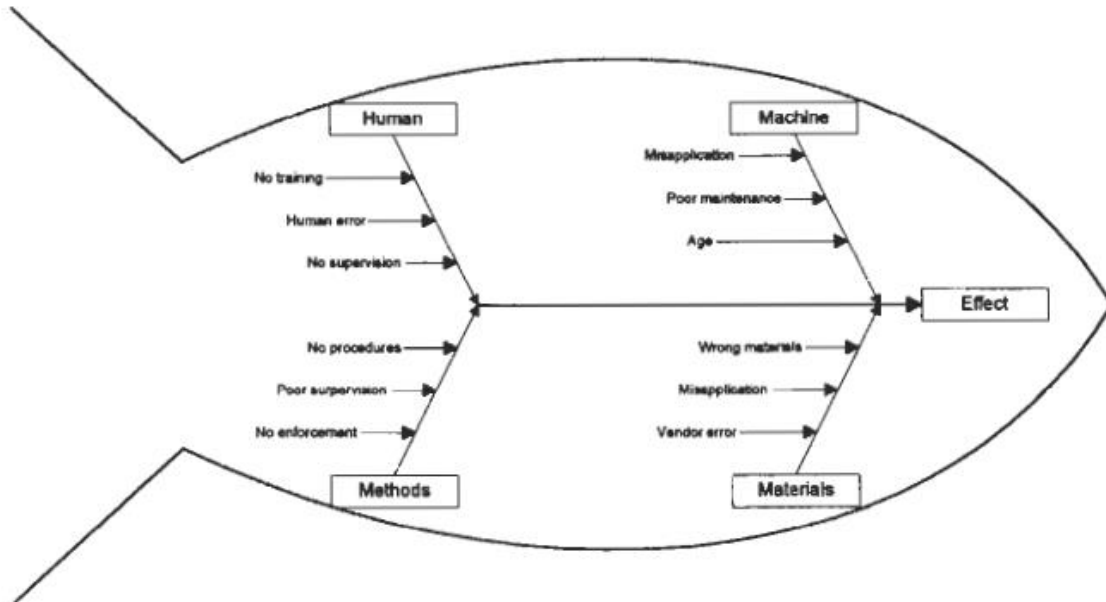 Human
Machine
No training
Human error
No supervision
Misapplication
Poor maintenance
Age
Effect
No procedures
Poor surpervision
No enforcement
Wrong materials
Misapplication
Vendor error
Methods
Materials